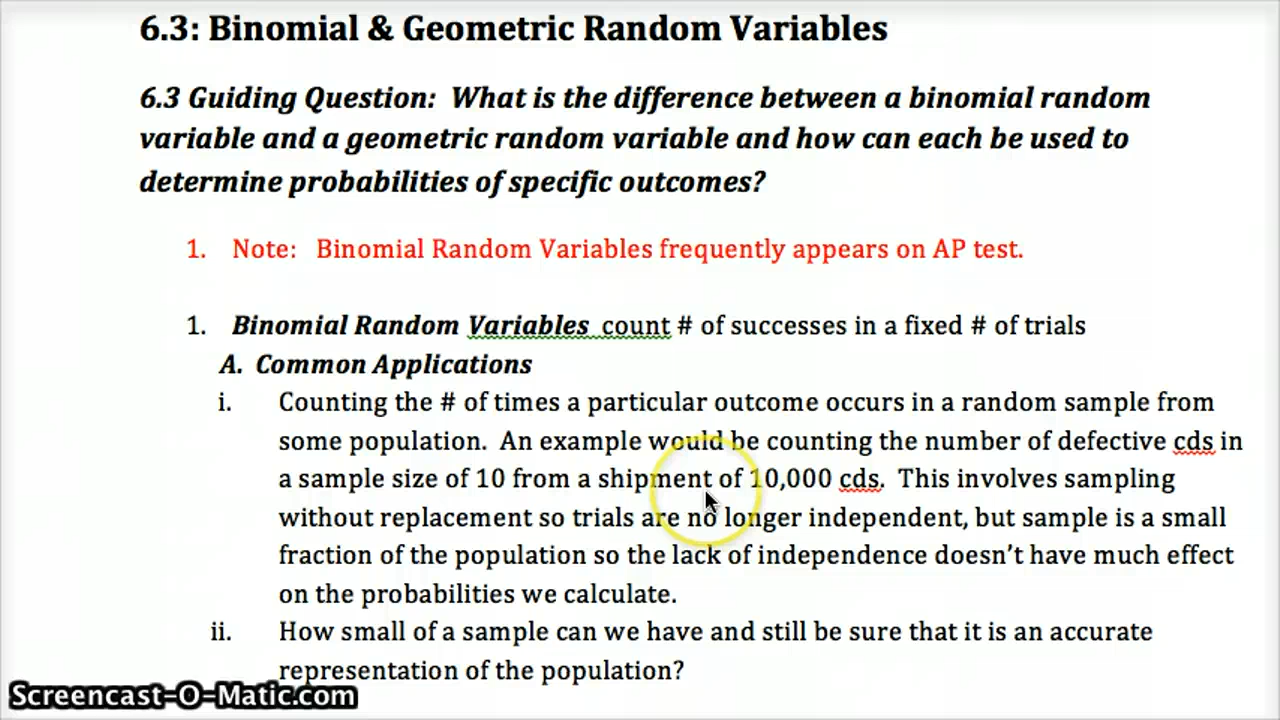 6.3: Binomial & Geometric Random Variables
6.3 Guiding Question:  What is the difference between a binomial random
variable and a geometric random variable and how can each be used to
determine probabilities of specific outcomes?
1. Note: Binomial Random Variables frequently appears on AP test.
1. Binomial Random Variables count # of successes in a fixed # of trials
A. Common Applications
i. Counting the # of times a particular outcome occurs in a random sample from
some population.  An example would be counting the number of defective cds in
a sample size of 10 from a shipment of 10,000 cds.  This involves sampling
without replacement so trials are no longer independent, but sample is a small
fraction of the population so the lack of independence doesn't have much effect
on the probabilities we calculate.
ii. How small of a sample can we have and still be sure that it is an accurate
representation of the population?
Screencast-O-Matic.com